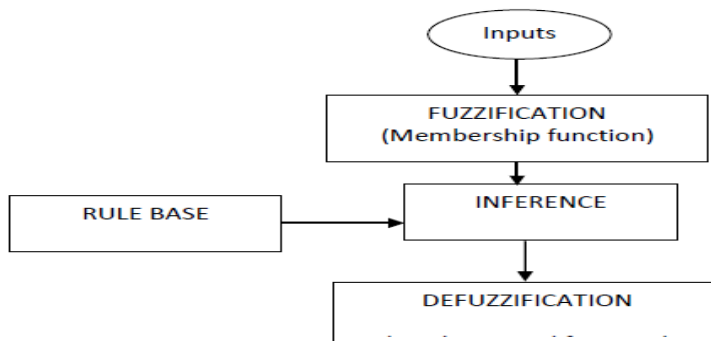 Inputs
FUZZIFICATION
(Membership function)
RULE BASE
INFERENCE
DEFUZZIFICATION